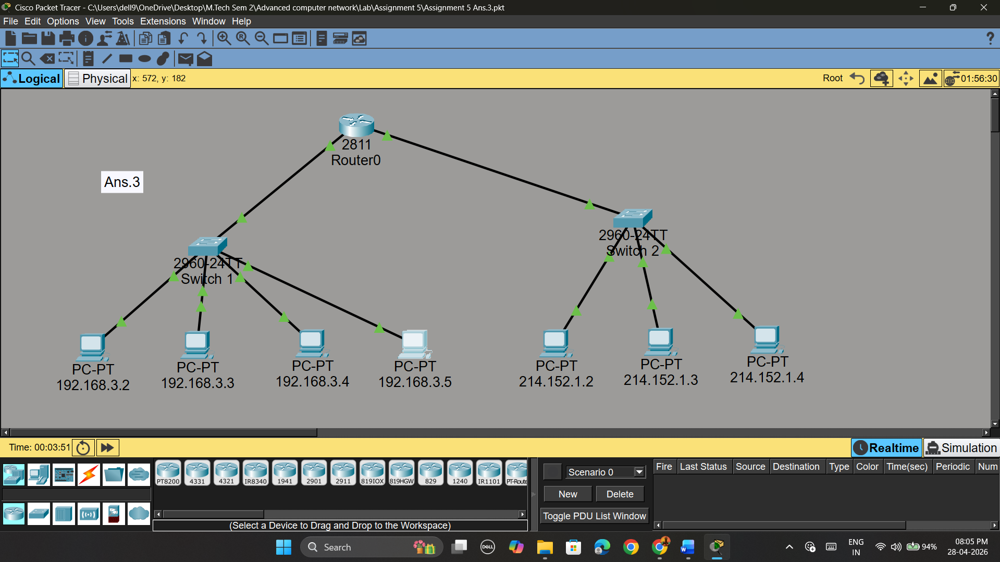 Cisco Packet Tracer - C:\Users\dell9\OneDrive\Desktop\M.Tech Sem 2\Advanced computer network\Lab\Assignment 5\Assignment 5 Ans.3.pkt
File Edit Options View Tools Extensions Window Help
?
Logical Physical x: 572, y: 182 Root 01:56:30
2811
Router0
Ans.3
2960-24TT
Switch 2
2960-24TT
Switch 1
PC-PT
192.168.3.2
PC-PT
192.168.3.3
PC-PT
192.168.3.4
PC-PT
192.168.3.5
PC-PT
214.152.1.2
PC-PT
214.152.1.3
PC-PT
214.152.1.4
Time: 00:03:51 Realtime Simulation
PT8200 4331 4321 IR8340 1941 2901 2911 819IOX 819HGW 829 1240 IR1101 PT-Route
(Select a Device to Drag and Drop to the Workspace)
Scenario 0
New Delete
Toggle PDU List Window
Fire Last Status Source Destination Type Color Time(sec) Periodic Num
Search
DELL
W
ENG
IN
94%
08:05 PM
28-04-2026